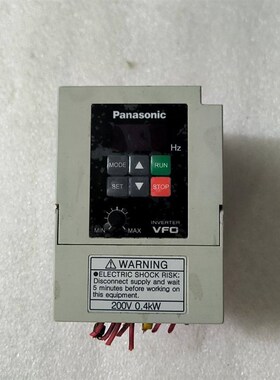 Panasonic
Hz
MODE ▲ RUN
SET ▼ STOP
MIN MAX
INVERTER
VFO
⚠ WARNING
●ELECTRIC SHOCK RISK:
Disconnect supply and wait
5 minutes before working on
this equipment.
200V 0.4kW